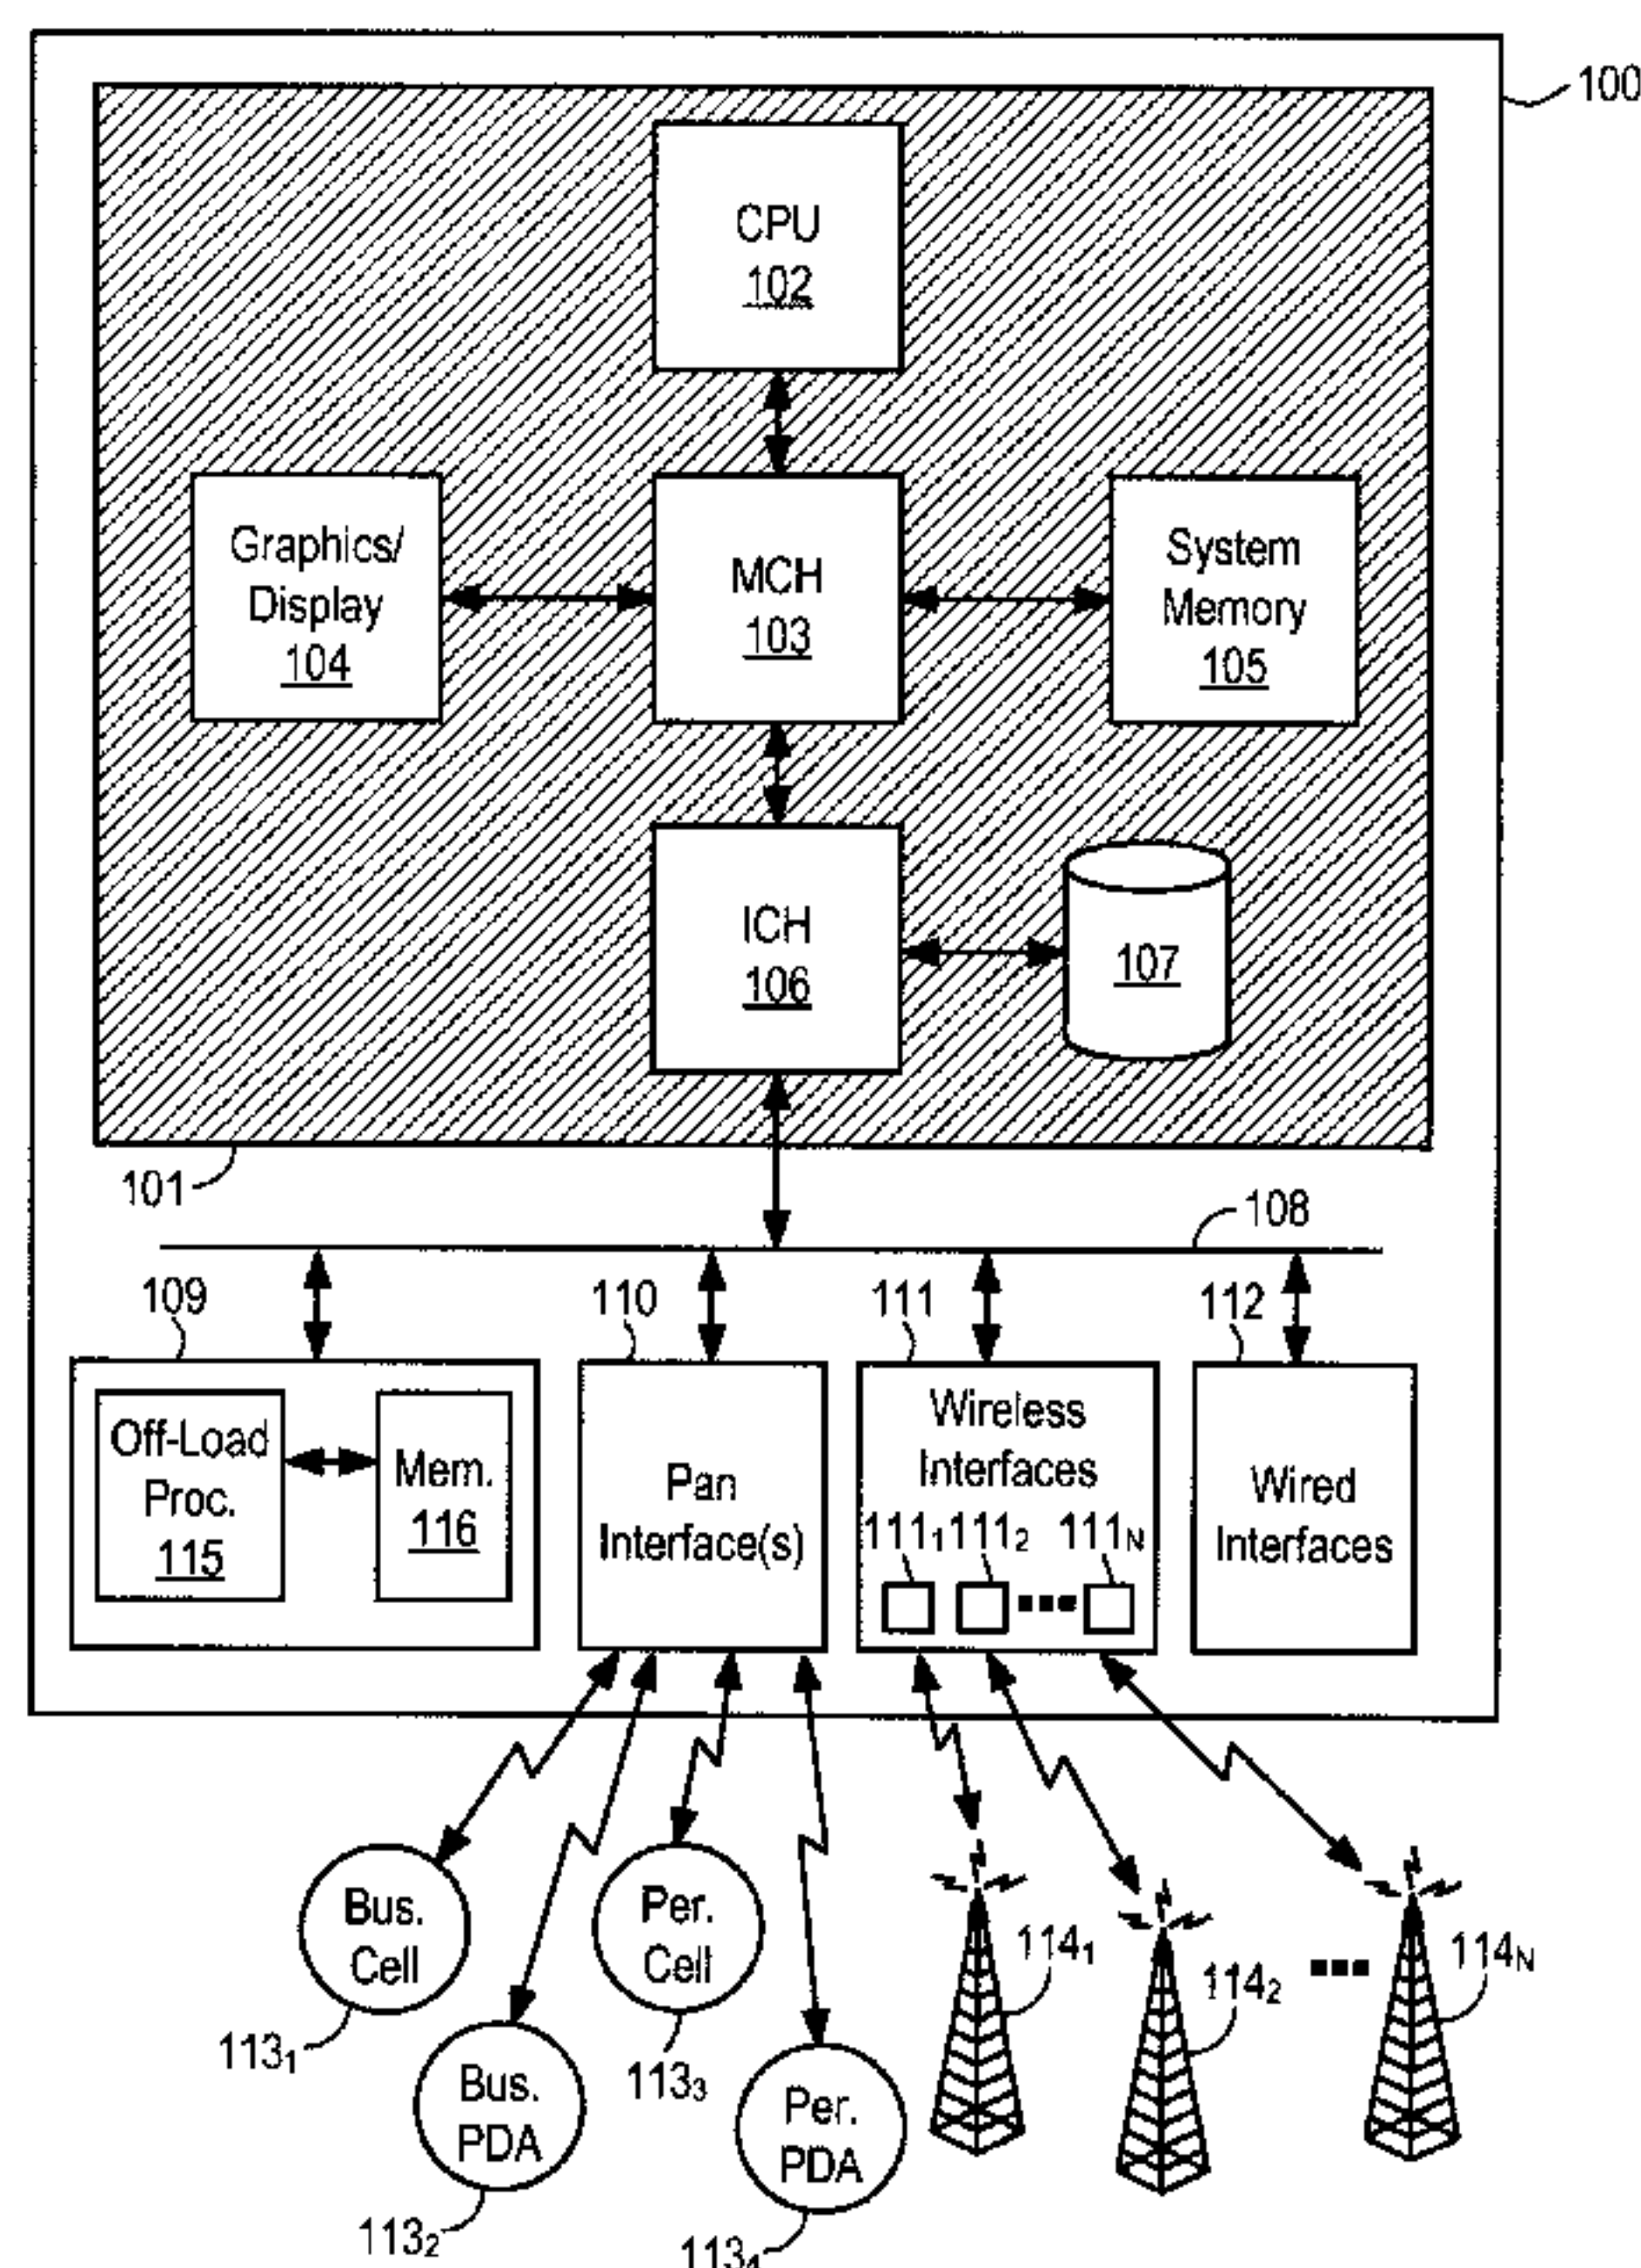 100
CPU
102
Graphics/
Display
104
MCH
103
System
Memory
105
ICH
106
107
101
108
109
110
111
112
Off-Load
Proc.
115
Mem.
116
Pan
Interface(s)
Wireless
Interfaces
111₁ 111₂ 111N
Wired
Interfaces
Bus.
Cell
113₁
Bus.
PDA
113₂
Per.
Cell
113₃
Per.
PDA
113₄
114₁
114₂
114N